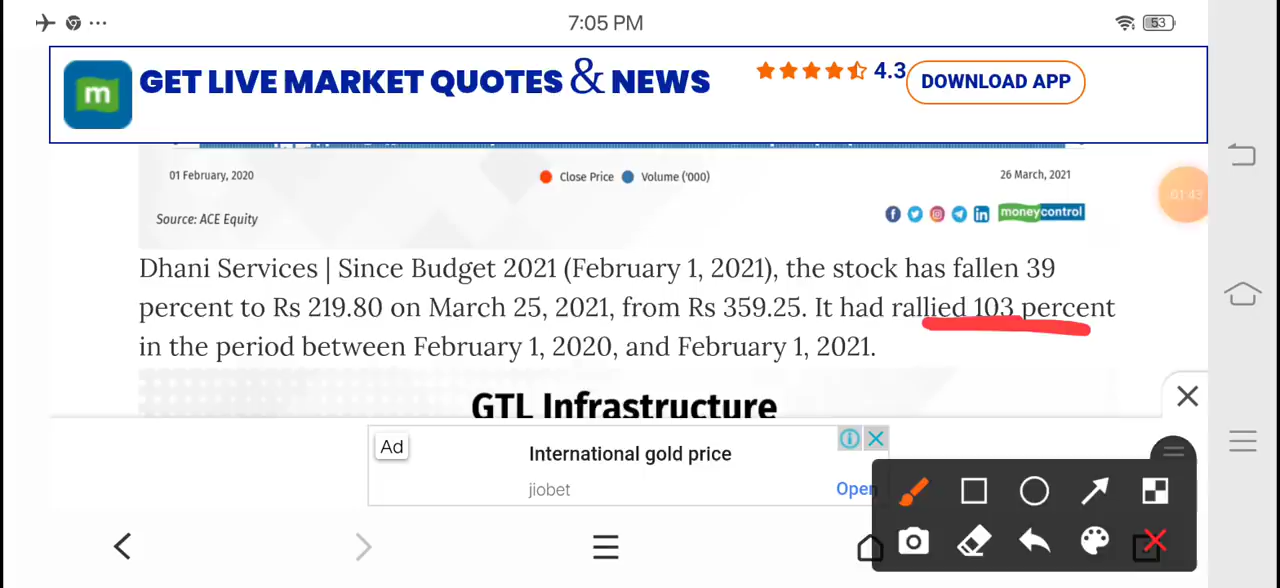 7:05 PM
53
m GET LIVE MARKET QUOTES & NEWS 4.3 DOWNLOAD APP
01 February, 2020 Close Price Volume ('000) 26 March, 2021
01:43
Source: ACE Equity moneycontrol
Dhani Services | Since Budget 2021 (February 1, 2021), the stock has fallen 39
percent to Rs 219.80 on March 25, 2021, from Rs 359.25. It had rallied 103 percent
in the period between February 1, 2020, and February 1, 2021.
GTL Infrastructure
Ad International gold price
jiobet Open